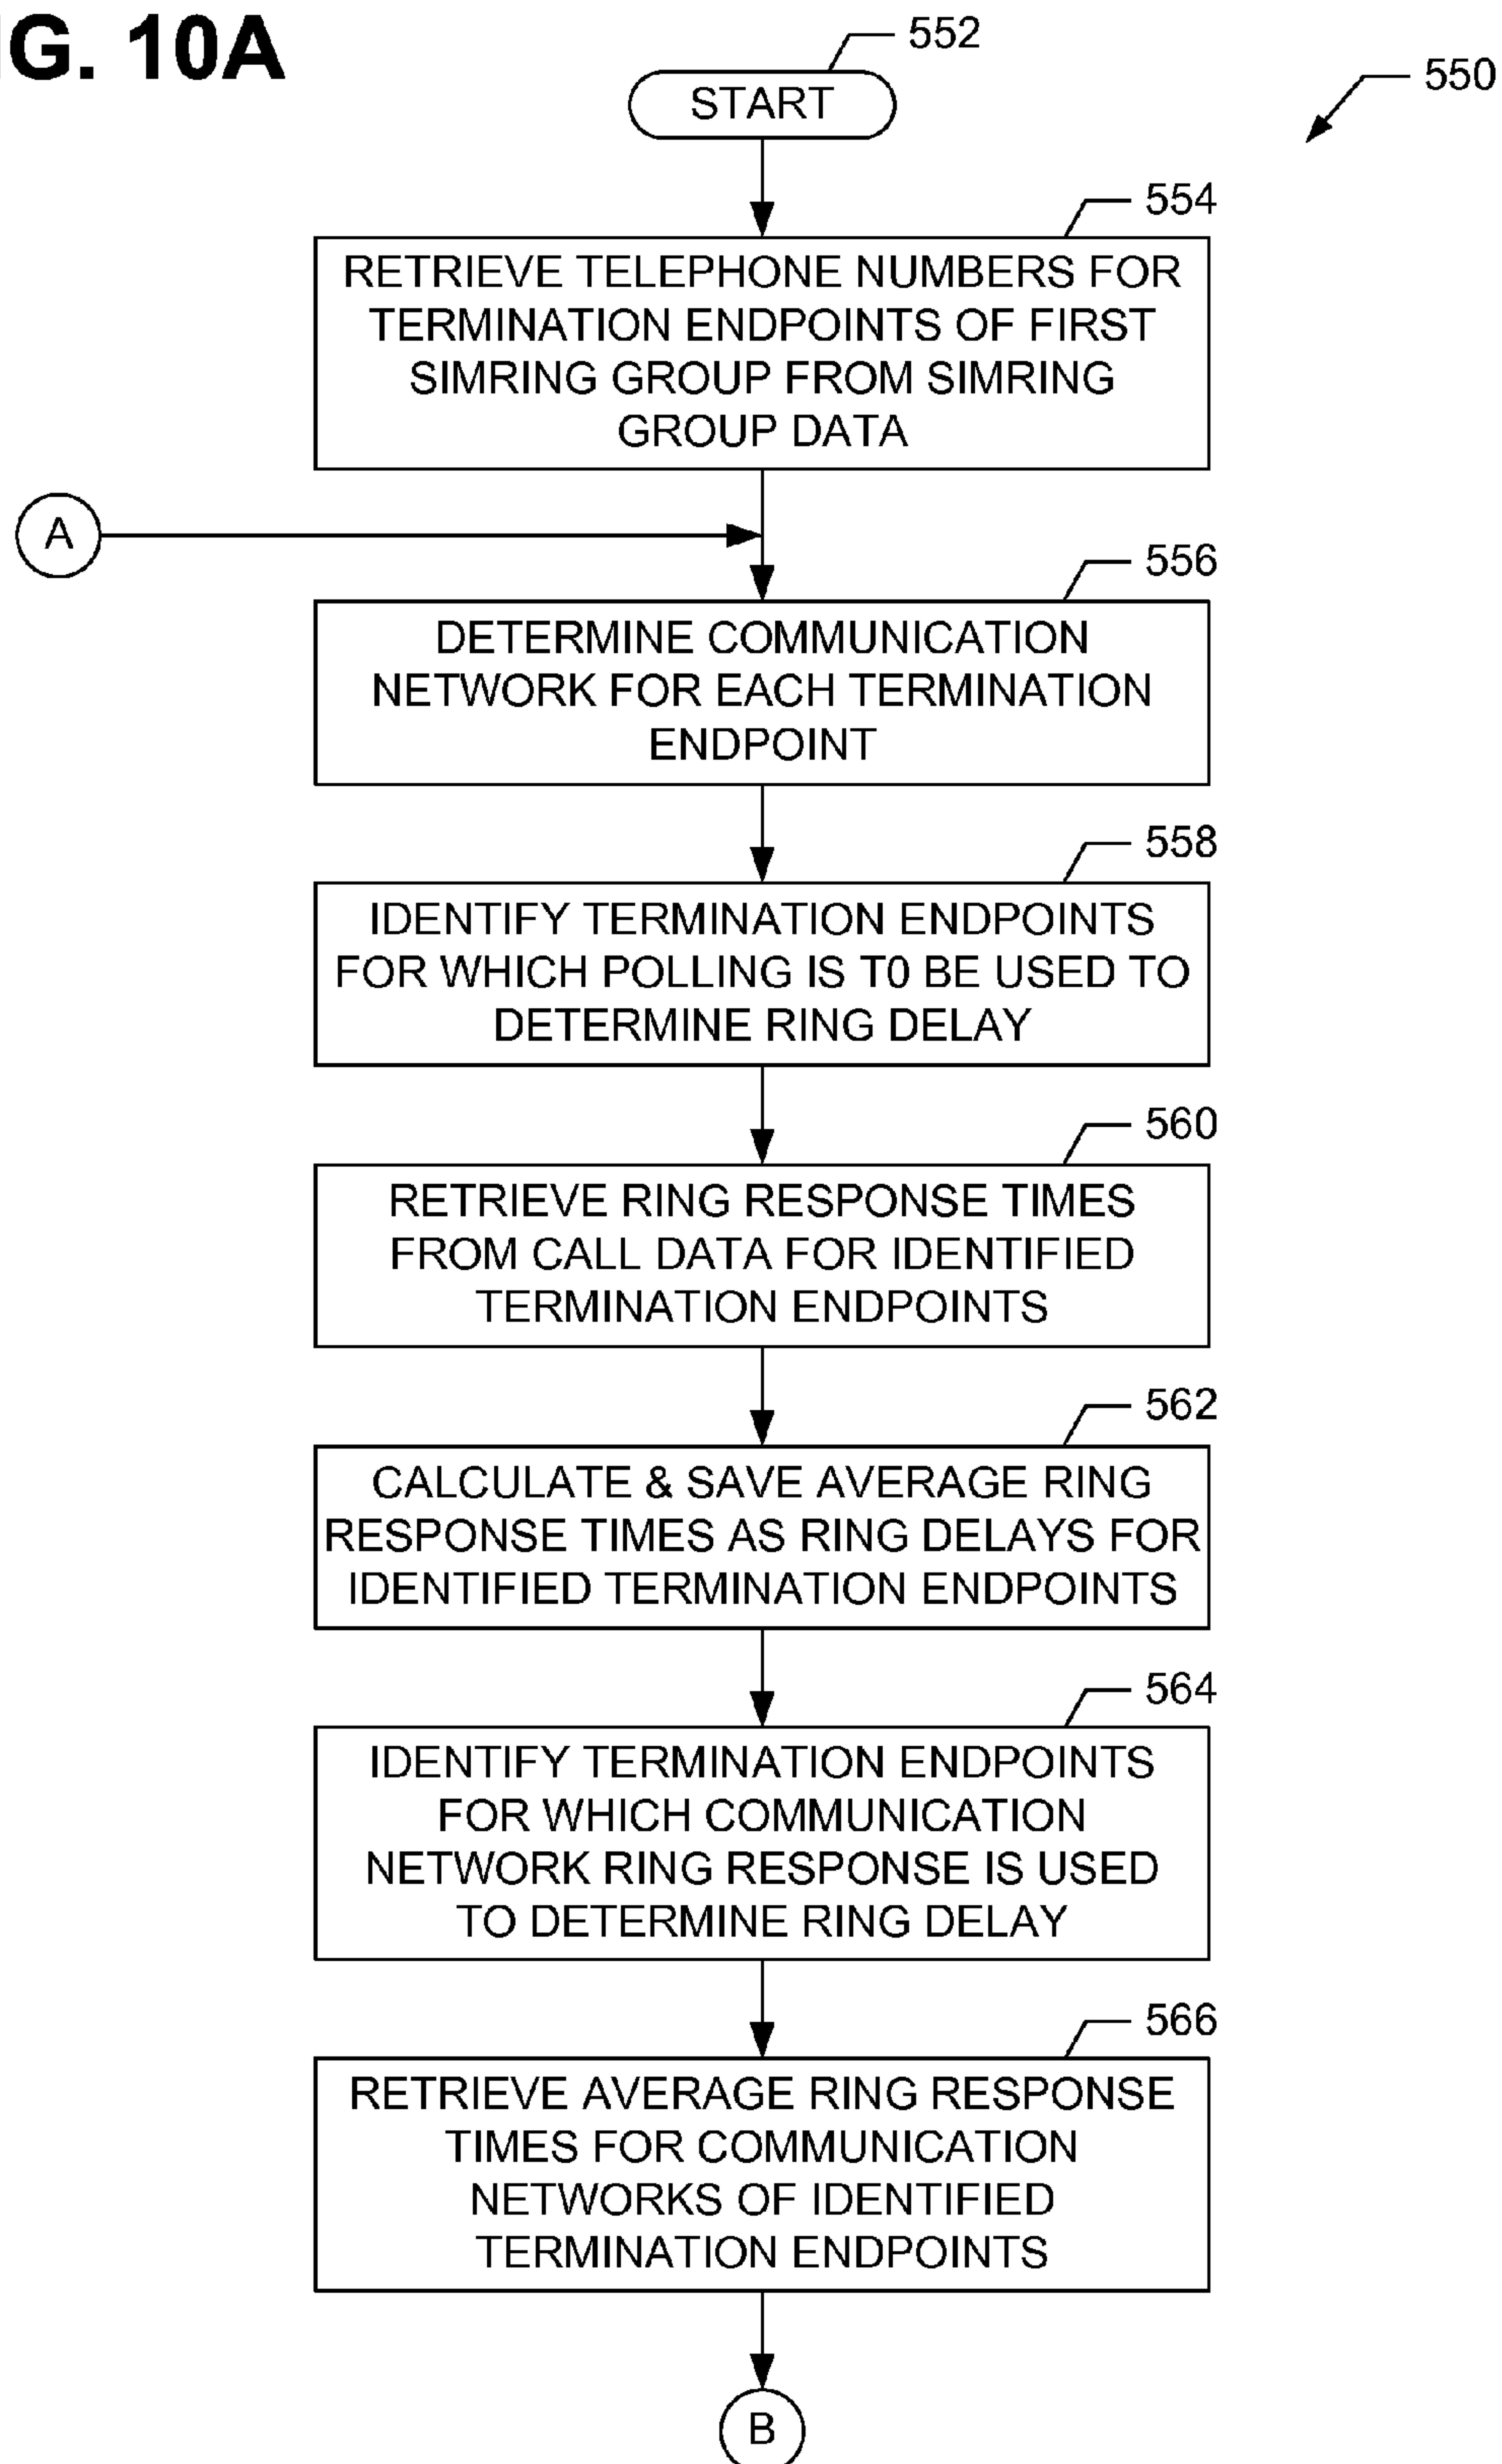 G. 10A
552
START
550
554
RETRIEVE TELEPHONE NUMBERS FOR
TERMINATION ENDPOINTS OF FIRST
SIMRING GROUP FROM SIMRING
GROUP DATA
A
556
DETERMINE COMMUNICATION
NETWORK FOR EACH TERMINATION
ENDPOINT
558
IDENTIFY TERMINATION ENDPOINTS
FOR WHICH POLLING IS T0 BE USED TO
DETERMINE RING DELAY
560
RETRIEVE RING RESPONSE TIMES
FROM CALL DATA FOR IDENTIFIED
TERMINATION ENDPOINTS
562
CALCULATE & SAVE AVERAGE RING
RESPONSE TIMES AS RING DELAYS FOR
IDENTIFIED TERMINATION ENDPOINTS
564
IDENTIFY TERMINATION ENDPOINTS
FOR WHICH COMMUNICATION
NETWORK RING RESPONSE IS USED
TO DETERMINE RING DELAY
566
RETRIEVE AVERAGE RING RESPONSE
TIMES FOR COMMUNICATION
NETWORKS OF IDENTIFIED
TERMINATION ENDPOINTS
B